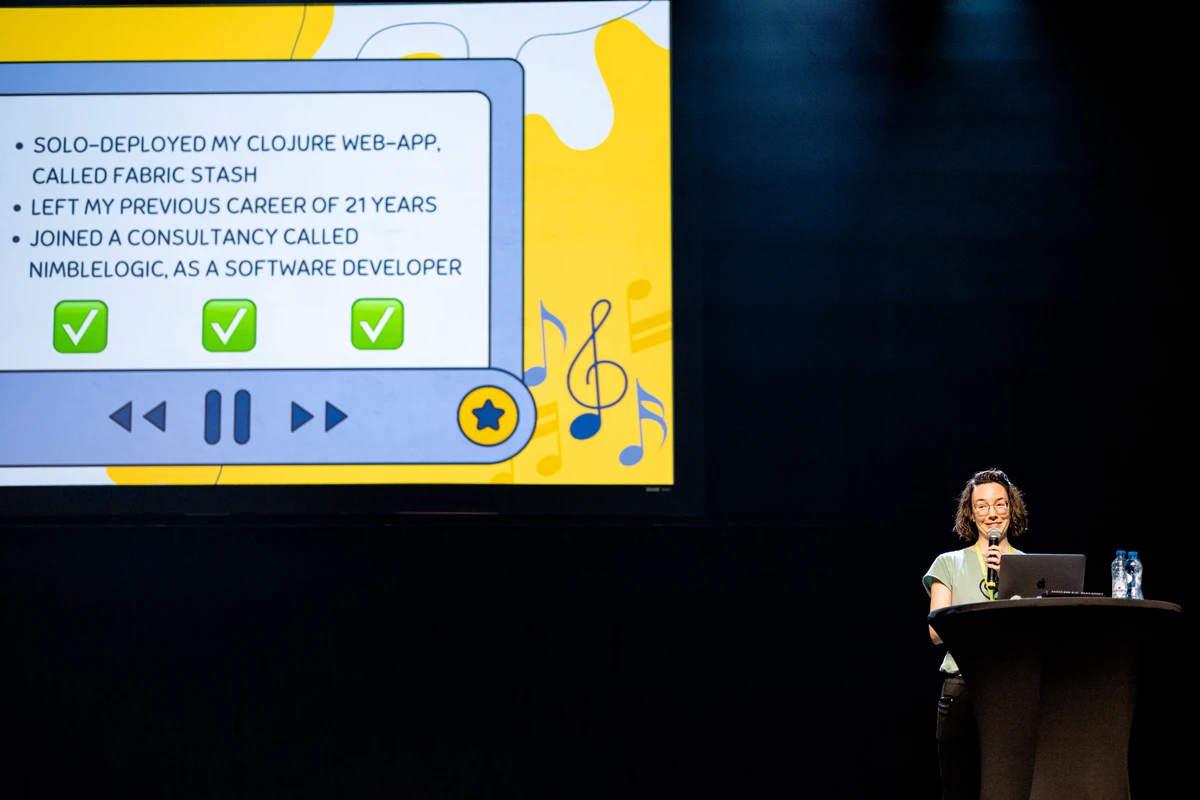 • SOLO-DEPLOYED MY CLOJURE WEB-APP,
CALLED FABRIC STASH
• LEFT MY PREVIOUS CAREER OF 21 YEARS
• JOINED A CONSULTANCY CALLED
NIMBLELOGIC, AS A SOFTWARE DEVELOPER